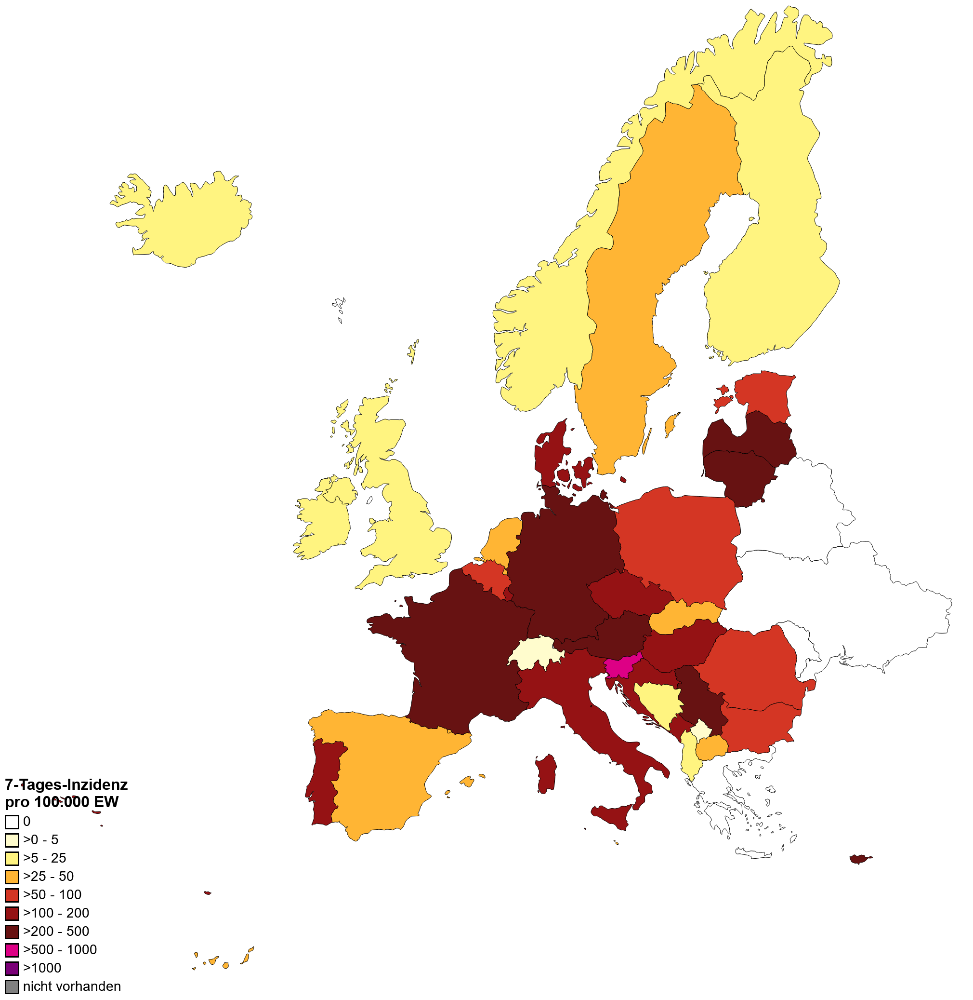 7-Tages-Inzidenz
pro 100.000 EW
0
>0 - 5
>5 - 25
>25 - 50
>50 - 100
>100 - 200
>200 - 500
>500 - 1000
>1000
nicht vorhanden